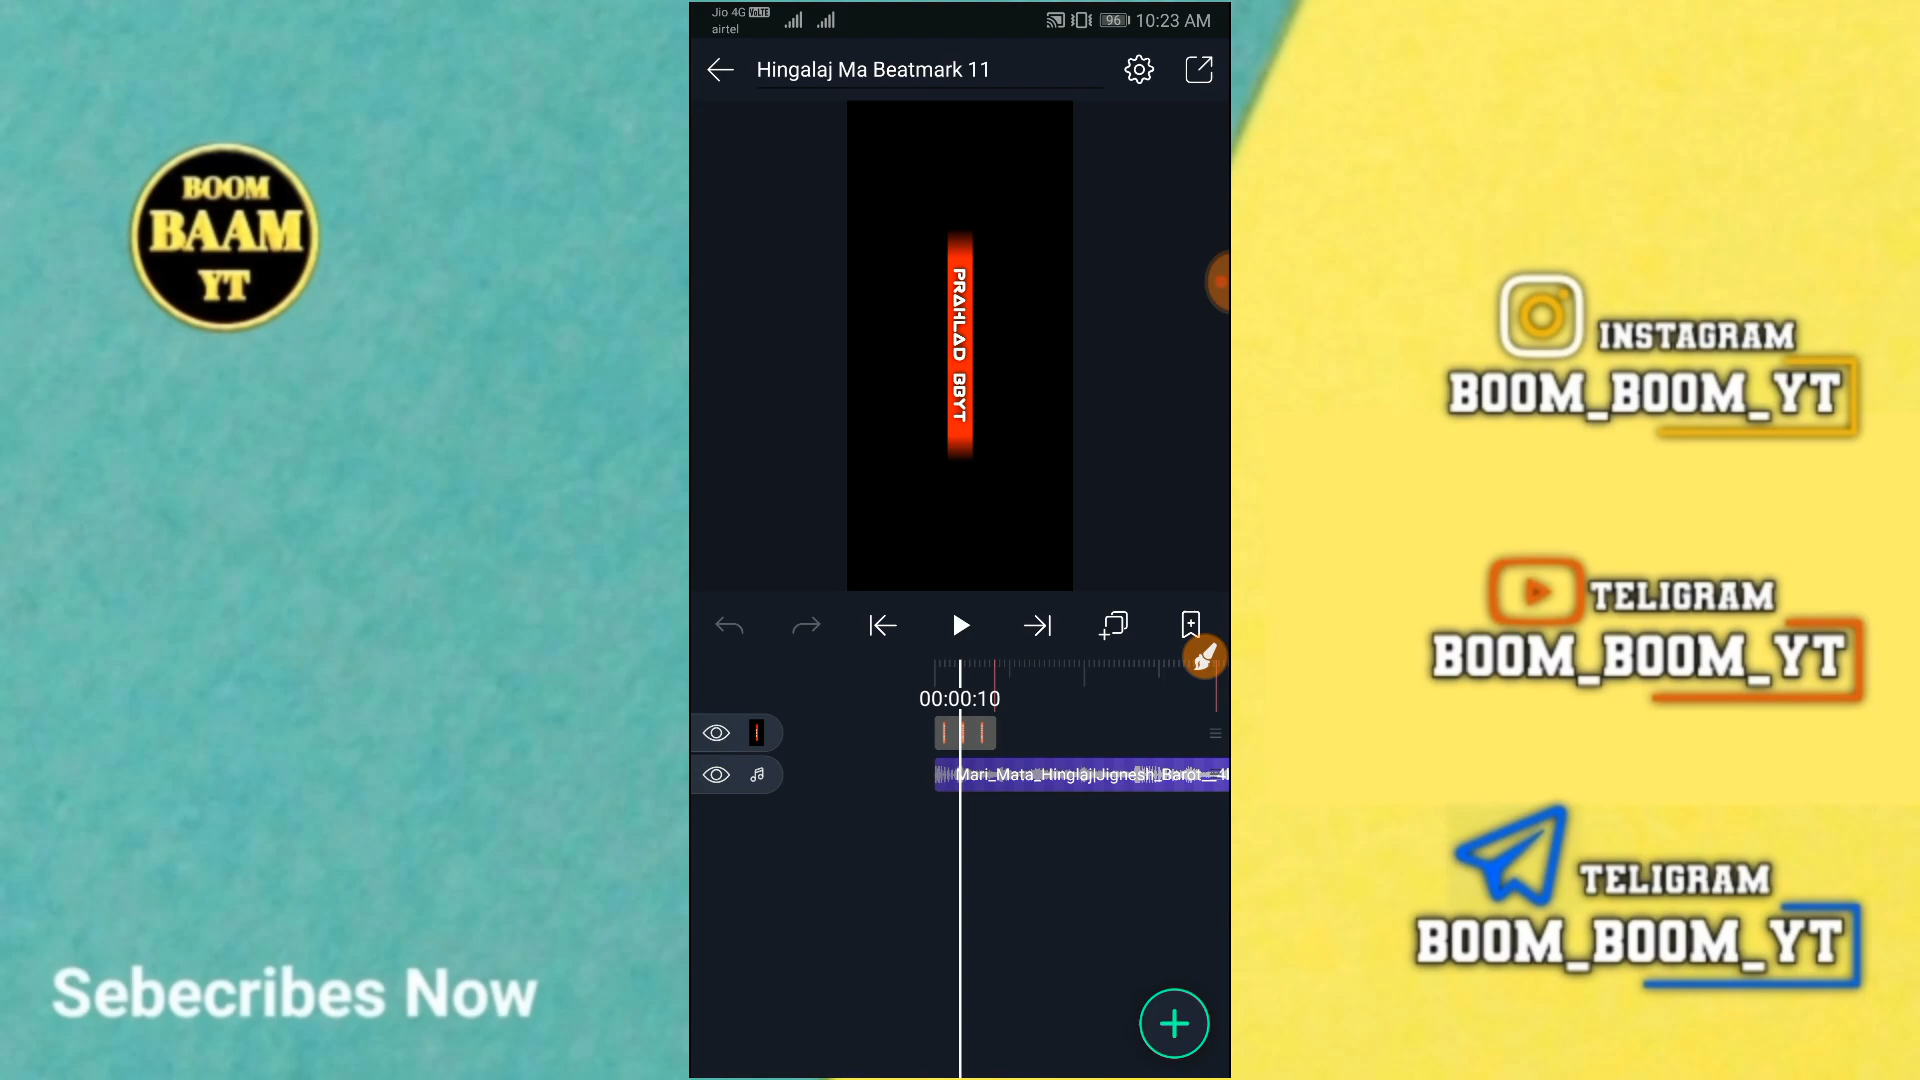 Jio 4G VoLTE
airtel
96
10:23 AM
Hingalaj Ma Beatmark 11
BOOM
BAAM
YT
PRAHLAD BBYT
INSTAGRAM
BOOM_BOOM_YT
TELIGRAM
BOOM_BOOM_YT
00:00:10
Mari_Mata_Hinglaj|Jignesh_Barot
TELIGRAM
BOOM_BOOM_YT
Sebecribes Now